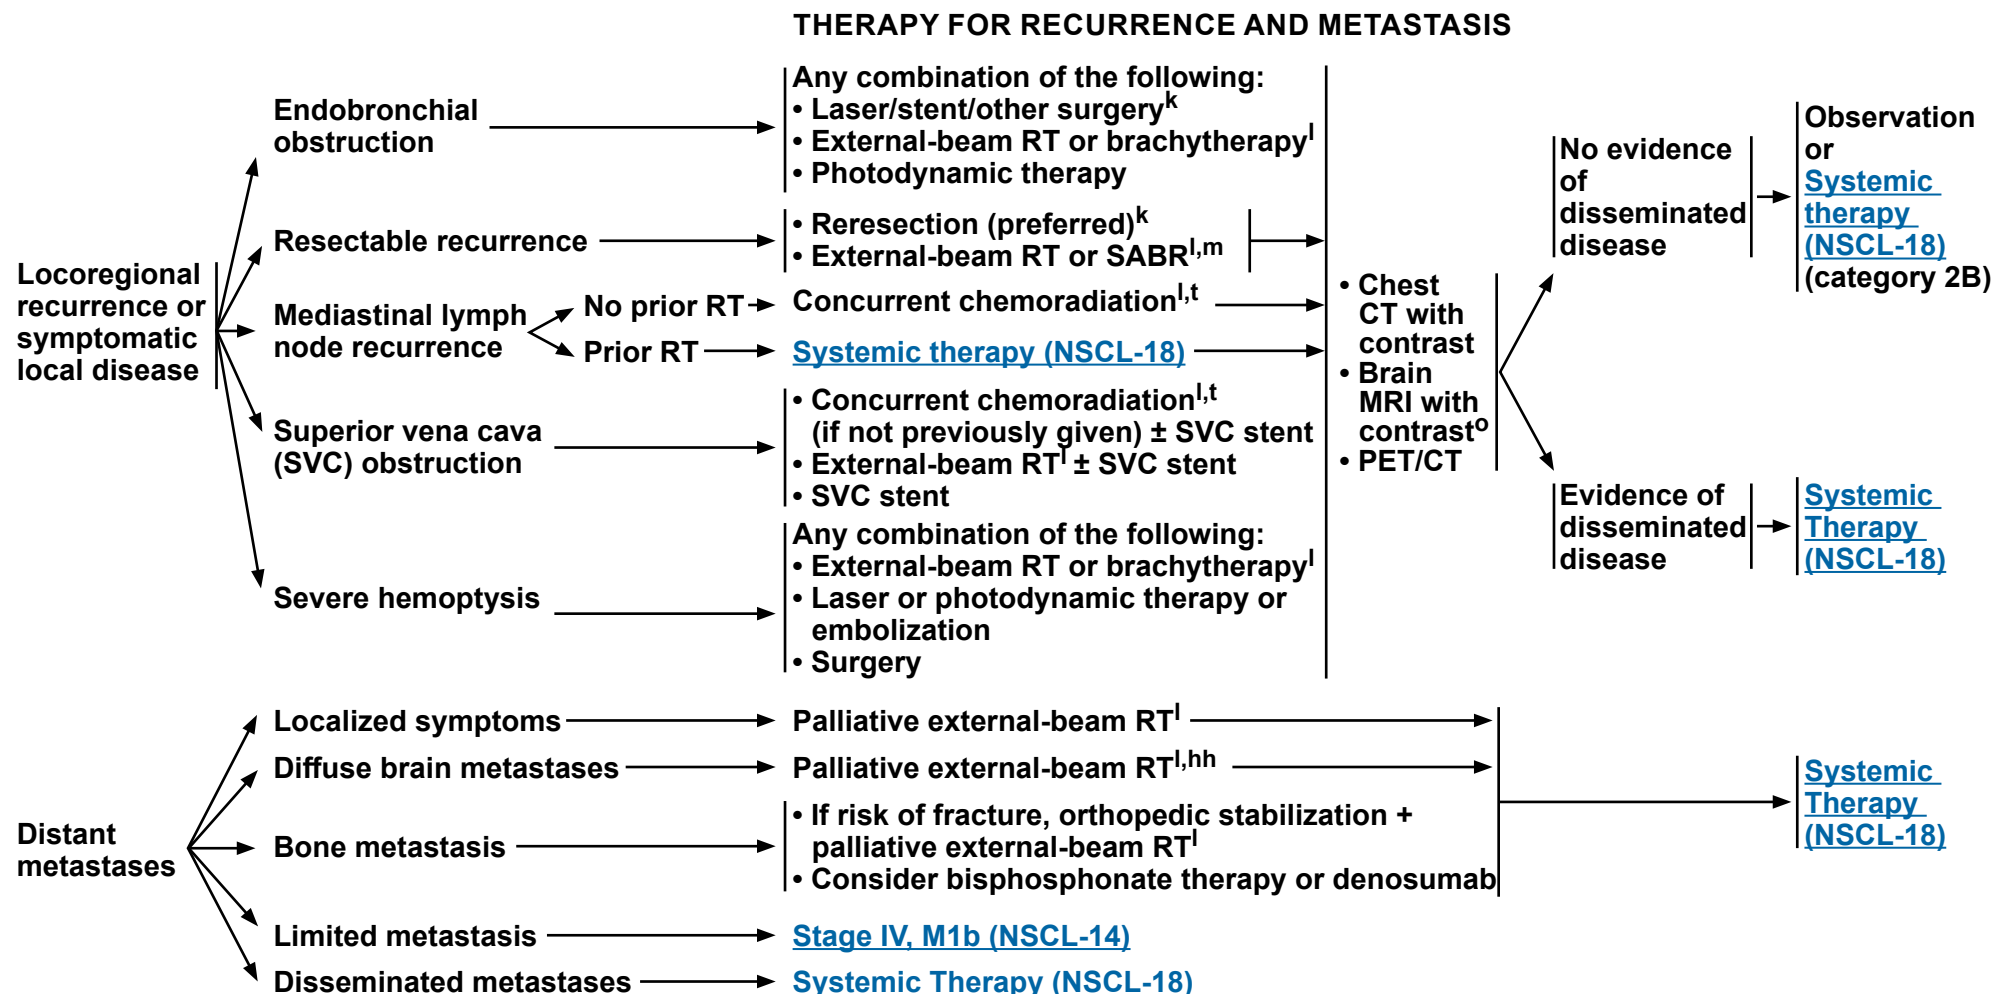 THERAPY FOR RECURRENCE AND METASTASIS
Locoregional
recurrence or
symptomatic
local disease
Endobronchial
obstruction
Any combination of the following:
• Laser/stent/other surgeryk
• External-beam RT or brachytherapyl
• Photodynamic therapy
Resectable recurrence
• Reresection (preferred)k
• External-beam RT or SABRl,m
Mediastinal lymph
node recurrence
No prior RT
Concurrent chemoradiationl,t
Prior RT
Systemic therapy (NSCL-18)
Superior vena cava
(SVC) obstruction
• Concurrent chemoradiationl,t
(if not previously given) ± SVC stent
• External-beam RTl ± SVC stent
• SVC stent
Severe hemoptysis
Any combination of the following:
• External-beam RT or brachytherapyl
• Laser or photodynamic therapy or
embolization
• Surgery
• Chest
CT with
contrast
• Brain
MRI with
contrasto
• PET/CT
No evidence
of
disseminated
disease
Observation
or
Systemic
therapy
(NSCL-18)
(category 2B)
Evidence of
disseminated
disease
Systemic
Therapy
(NSCL-18)
Distant
metastases
Localized symptoms
Palliative external-beam RTl
Diffuse brain metastases
Palliative external-beam RTl,hh
Bone metastasis
• If risk of fracture, orthopedic stabilization +
palliative external-beam RTl
• Consider bisphosphonate therapy or denosumab
Systemic
Therapy
(NSCL-18)
Limited metastasis
Stage IV, M1b (NSCL-14)
Disseminated metastases
Systemic Therapy (NSCL-18)